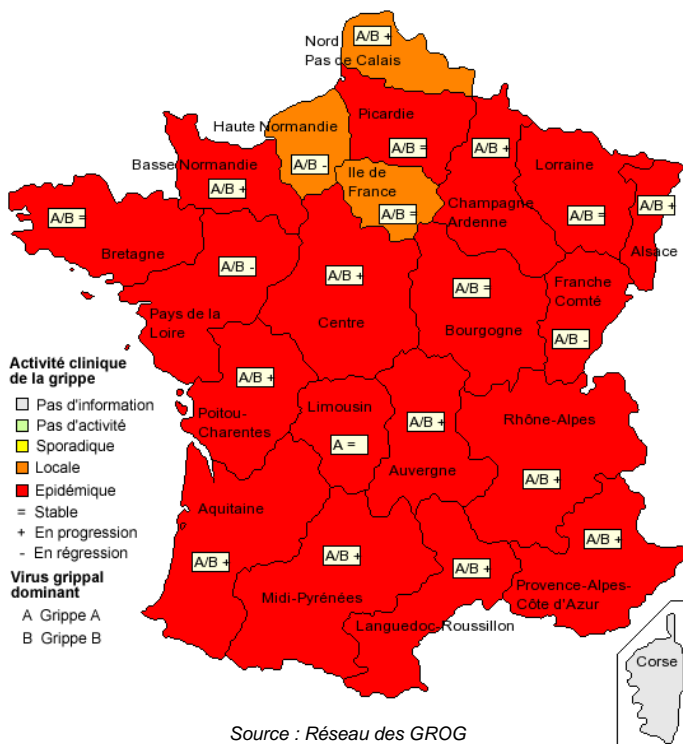 Nord
Pas de Calais
A/B +
Haute Normandie
A/B -
Picardie
A/B =
A/B +
Champagne
Ardenne
Lorraine
A/B =
A/B +
Alsace
Basse Normandie
A/B +
Ile de
France
A/B =
A/B =
Bretagne
A/B -
Pays de la
Loire
A/B +
Centre
A/B =
Bourgogne
Franche
Comté
A/B -
A/B +
Poitou-
Charentes
Limousin
A =
A/B +
Auvergne
Rhône-Alpes
A/B +
Aquitaine
A/B +
A/B +
Midi-Pyrénées
A/B +
Languedoc-Roussillon
A/B +
Provence-Alpes-
Côte d'Azur
Corse
Activité clinique
de la grippe
Pas d'information
Pas d'activité
Sporadique
Locale
Epidémique
= Stable
+ En progression
- En régression
Virus grippal
dominant
A Grippe A
B Grippe B
Source : Réseau des GROG